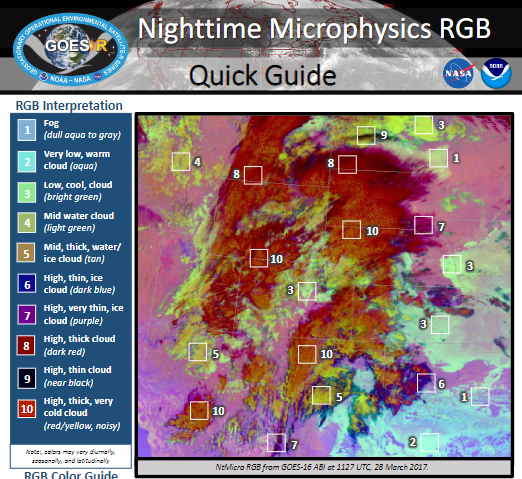 Nighttime Microphysics RGB
GEOSTATIONARY OPERATIONAL ENVIRONMENTAL SATELLITE SERIES
GOES R
NOAA – NASA
Quick Guide
NASA
NOAA
RGB Interpretation
1 Fog
(dull aqua to gray)
2 Very low, warm
cloud (aqua)
3 Low, cool, cloud
(bright green)
4 Mid water cloud
(light green)
5 Mid, thick, water/
ice cloud (tan)
6 High, thin, ice
cloud (dark blue)
7 High, very thin, ice
cloud (purple)
8 High, thick cloud
(dark red)
9 High, thin cloud
(near black)
10 High, thick, very
cold cloud
(red/yellow, noisy)
Note:, colors may vary diurnally,
seasonally, and latitudinally
RGB Color Guide
3
9
4
8
8
1
10
7
10
3
3
3
5
10
6
5
1
10
7
2
NtMicro RGB from GOES-16 ABI at 1127 UTC, 28 March 2017.